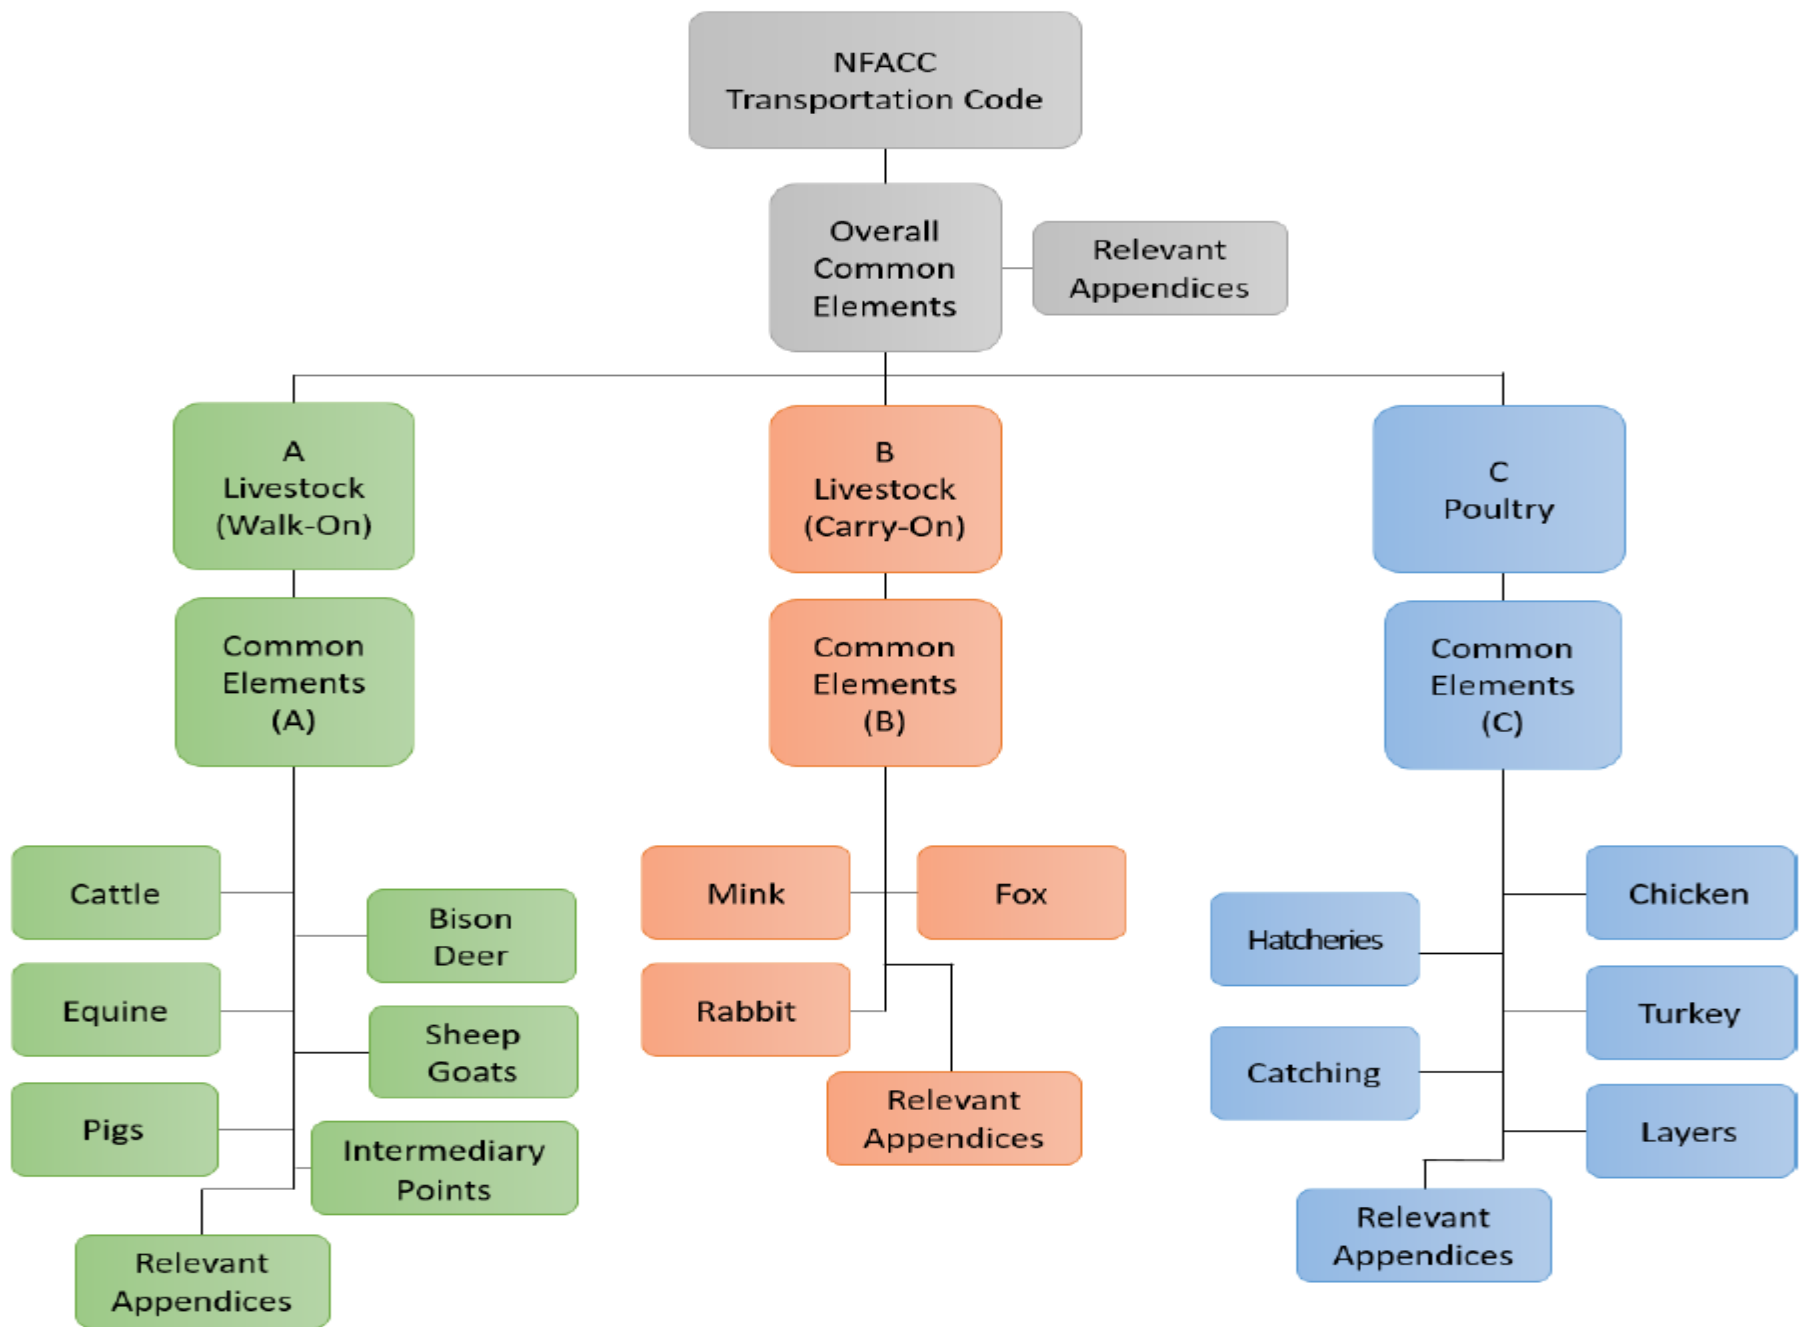 NFACC
Transportation Code
Overall
Common
Elements
Relevant
Appendices
A
Livestock
(Walk-On)
B
Livestock
(Carry-On)
C
Poultry
Common
Elements
(A)
Common
Elements
(B)
Common
Elements
(C)
Cattle
Bison
Deer
Equine
Sheep
Goats
Pigs
Intermediary
Points
Relevant
Appendices
Mink
Fox
Rabbit
Relevant
Appendices
Hatcheries
Chicken
Turkey
Catching
Layers
Relevant
Appendices